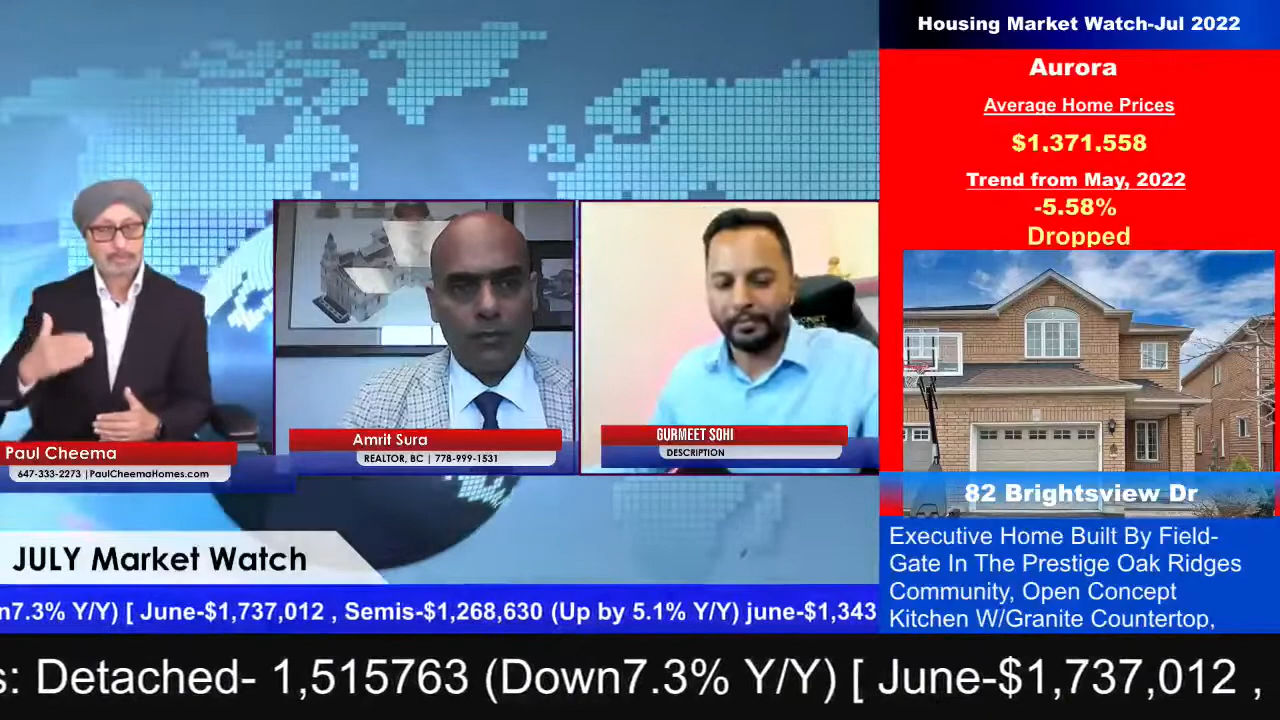 Housing Market Watch-Jul 2022
Aurora
Average Home Prices
$1,371,558
Trend from May, 2022
-5.58%
Dropped
Paul Cheema
647-333-2273 |PaulCheemaHomes.com
Amrit Sura
REALTOR, BC | 778-999-1531
GURMEET SOHI
DESCRIPTION
82 Brightsview Dr
Executive Home Built By Field-
Gate In The Prestige Oak Ridges
Community, Open Concept
Kitchen W/Granite Countertop,
JULY Market Watch
n7.3% Y/Y) [ June-$1,737,012 , Semis-$1,268,630 (Up by 5.1% Y/Y) june-$1,343
s: Detached- 1,515763 (Down7.3% Y/Y) [ June-$1,737,012 ,